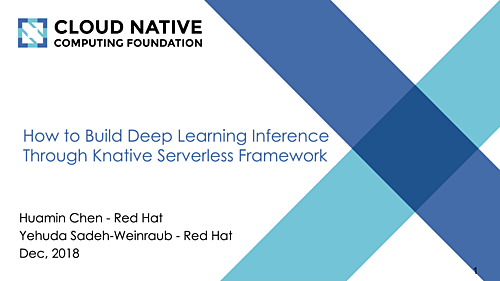 CLOUD NATIVE
COMPUTING FOUNDATION
How to Build Deep Learning Inference
Through Knative Serverless Framework
Huamin Chen - Red Hat
Yehuda Sadeh-Weinraub - Red Hat
Dec, 2018
1